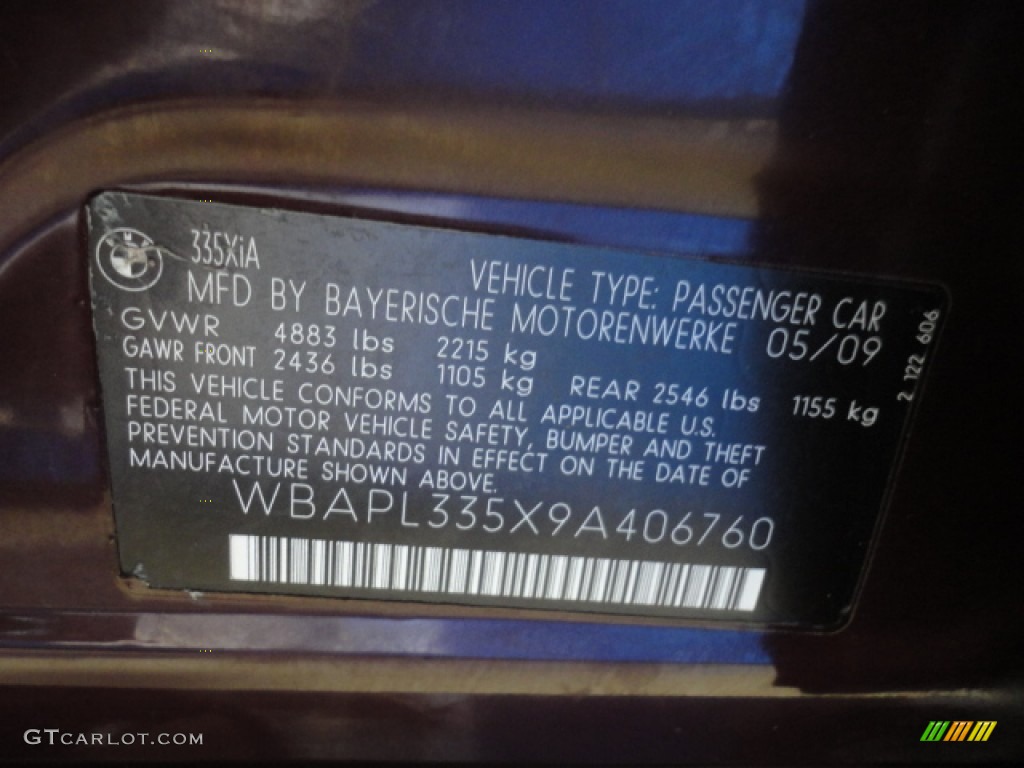 335XiA
VEHICLE TYPE: PASSENGER CAR
MFD BY BAYERISCHE MOTORENWERKE 05/09
GVWR 4883 lbs 2215 kg
GAWR FRONT 2436 lbs 1105 kg REAR 2546 lbs 1155 kg
THIS VEHICLE CONFORMS TO ALL APPLICABLE U.S.
FEDERAL MOTOR VEHICLE SAFETY, BUMPER AND THEFT
PREVENTION STANDARDS IN EFFECT ON THE DATE OF
MANUFACTURE SHOWN ABOVE.
WBAPL335X9A406760
2 122 606
GTCARLOT.COM